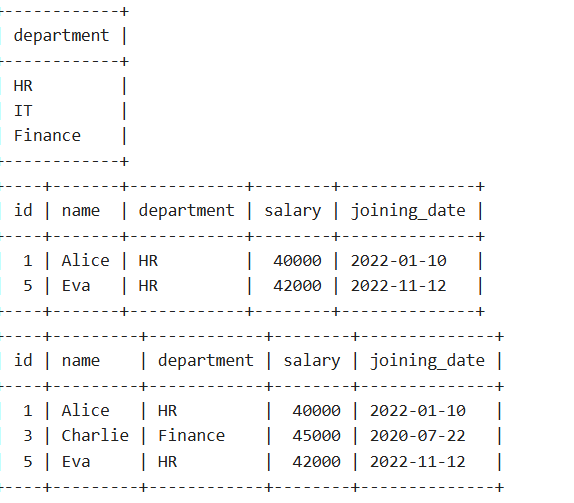 ------------+
department |
------------+
HR |
IT |
Finance |
------------+
----+-------+------------+--------+--------------+
id | name | department | salary | joining_date |
----+-------+------------+--------+--------------+
1 | Alice | HR | 40000 | 2022-01-10 |
5 | Eva | HR | 42000 | 2022-11-12 |
----+-------+------------+--------+--------------+
----+---------+------------+--------+--------------+
id | name | department | salary | joining_date |
----+---------+------------+--------+--------------+
1 | Alice | HR | 40000 | 2022-01-10 |
3 | Charlie | Finance | 45000 | 2020-07-22 |
5 | Eva | HR | 42000 | 2022-11-12 |
----+---------+------------+--------+--------------+